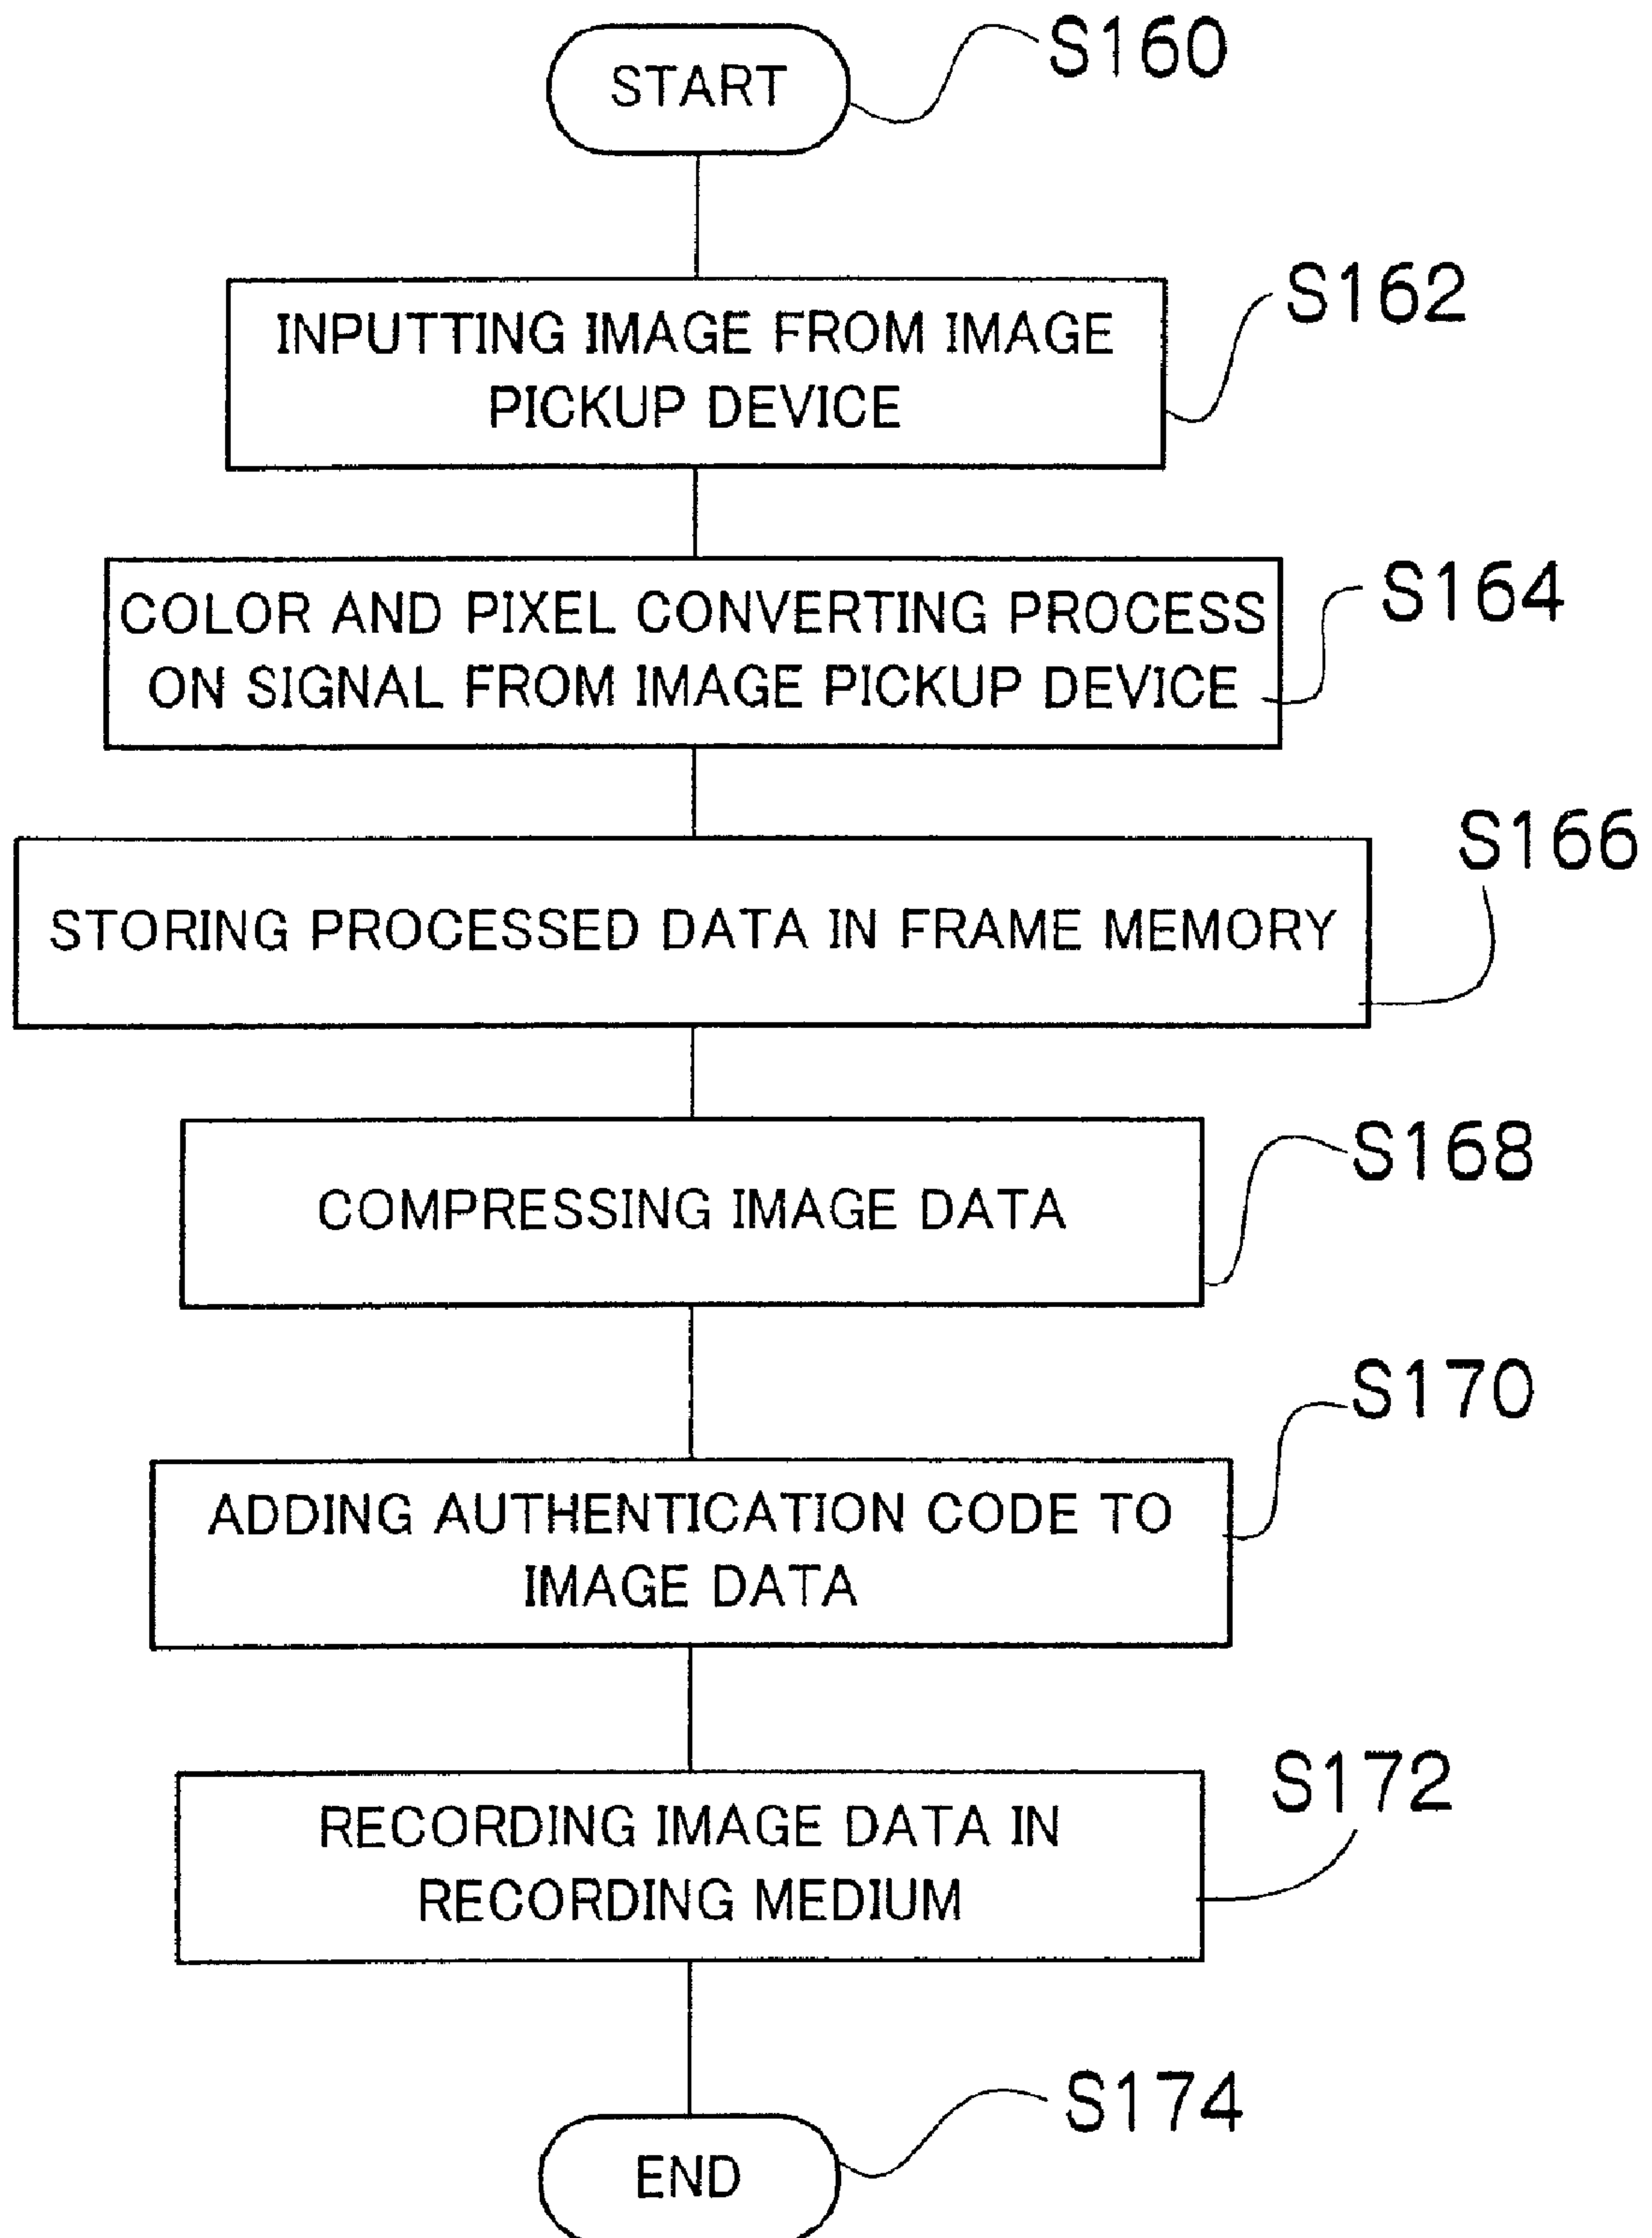 START
S160
INPUTTING IMAGE FROM IMAGE
PICKUP DEVICE
S162
COLOR AND PIXEL CONVERTING PROCESS
ON SIGNAL FROM IMAGE PICKUP DEVICE
S164
STORING PROCESSED DATA IN FRAME MEMORY
S166
COMPRESSING IMAGE DATA
S168
ADDING AUTHENTICATION CODE TO
IMAGE DATA
S170
RECORDING IMAGE DATA IN
RECORDING MEDIUM
S172
END
S174